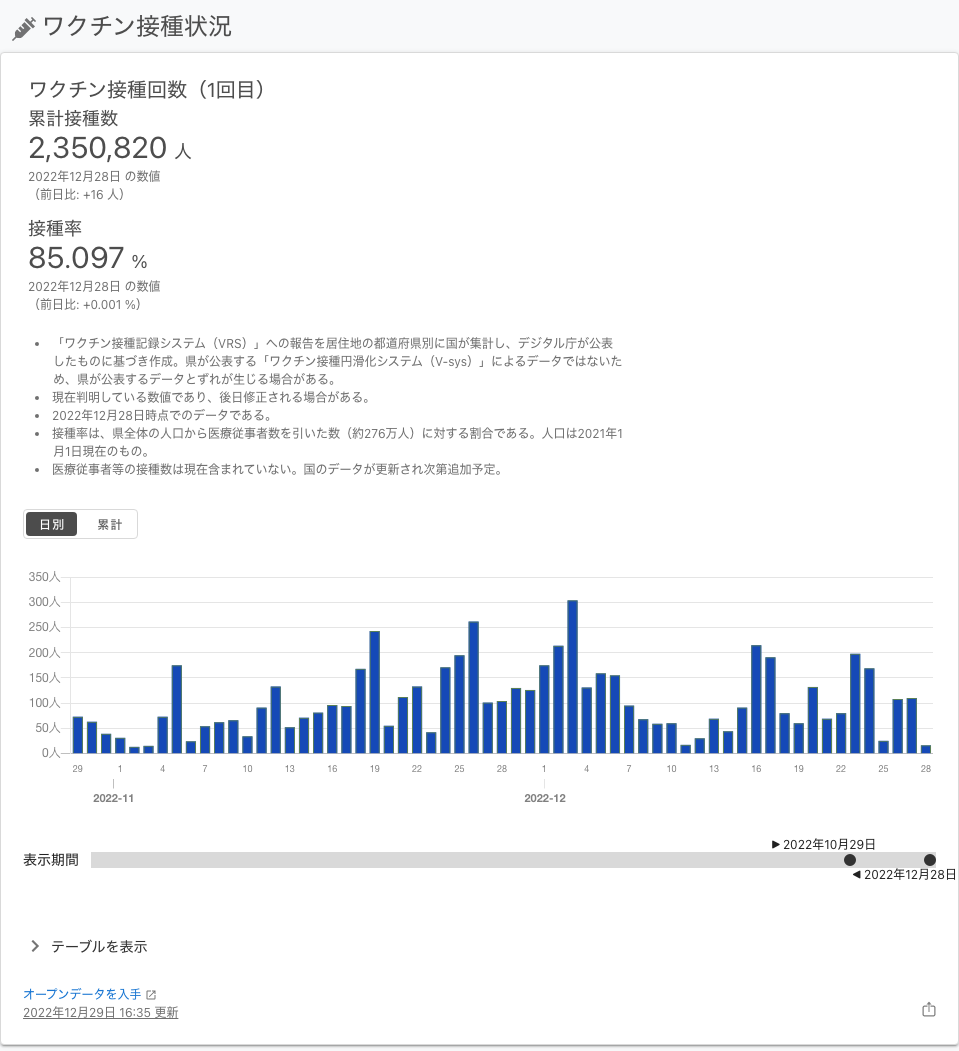 ワクチン接種状況
ワクチン接種回数（1回目）
累計接種数
2,350,820 人
2022年12月28日 の数値
（前日比: +16 人）
接種率
85.097 %
2022年12月28日 の数値
（前日比: +0.001 %）
• 「ワクチン接種記録システム（VRS）」への報告を居住地の都道府県別に国が集計し、デジタル庁が公表
したものに基づき作成。県が公表する「ワクチン接種円滑化システム（V-sys）」によるデータではないた
め、県が公表するデータとずれが生じる場合がある。
• 現在判明している数値であり、後日修正される場合がある。
• 2022年12月28日時点でのデータである。
• 接種率は、県全体の人口から医療従事者数を引いた数（約276万人）に対する割合である。人口は2021年1
月1日現在のもの。
• 医療従事者等の接種数は現在含まれていない。国のデータが更新され次第追加予定。
日別 累計
350人
300人
250人
200人
150人
100人
50人
0人
29 1 4 7 10 13 16 19 22 25 28 1 4 7 10 13 16 19 22 25 28
2022-11 2022-12
▶ 2022年10月29日
表示期間
◀ 2022年12月28日
テーブルを表示
オープンデータを入手
2022年12月29日 16:35 更新